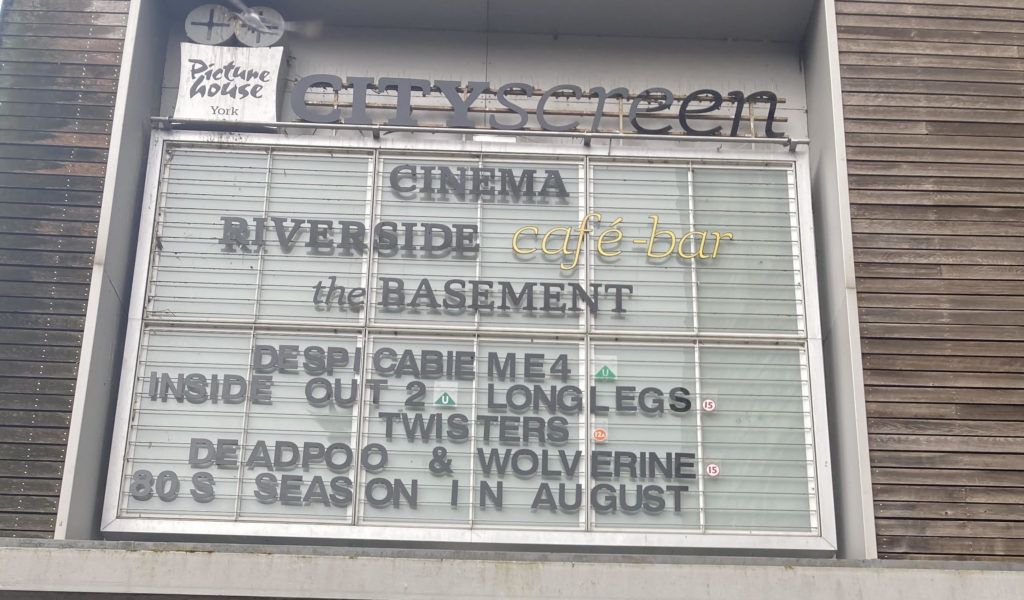 Picture
house
York
CITYscreen
CINEMA
RIVERSIDE café-bar
the BASEMENT
DESPICABIE ME4 U
INSIDE OUT 2 U LONGLEGS 15
TWISTERS 12A
DEADPOO & WOLVERINE 15
80S SEASON IN AUGUST